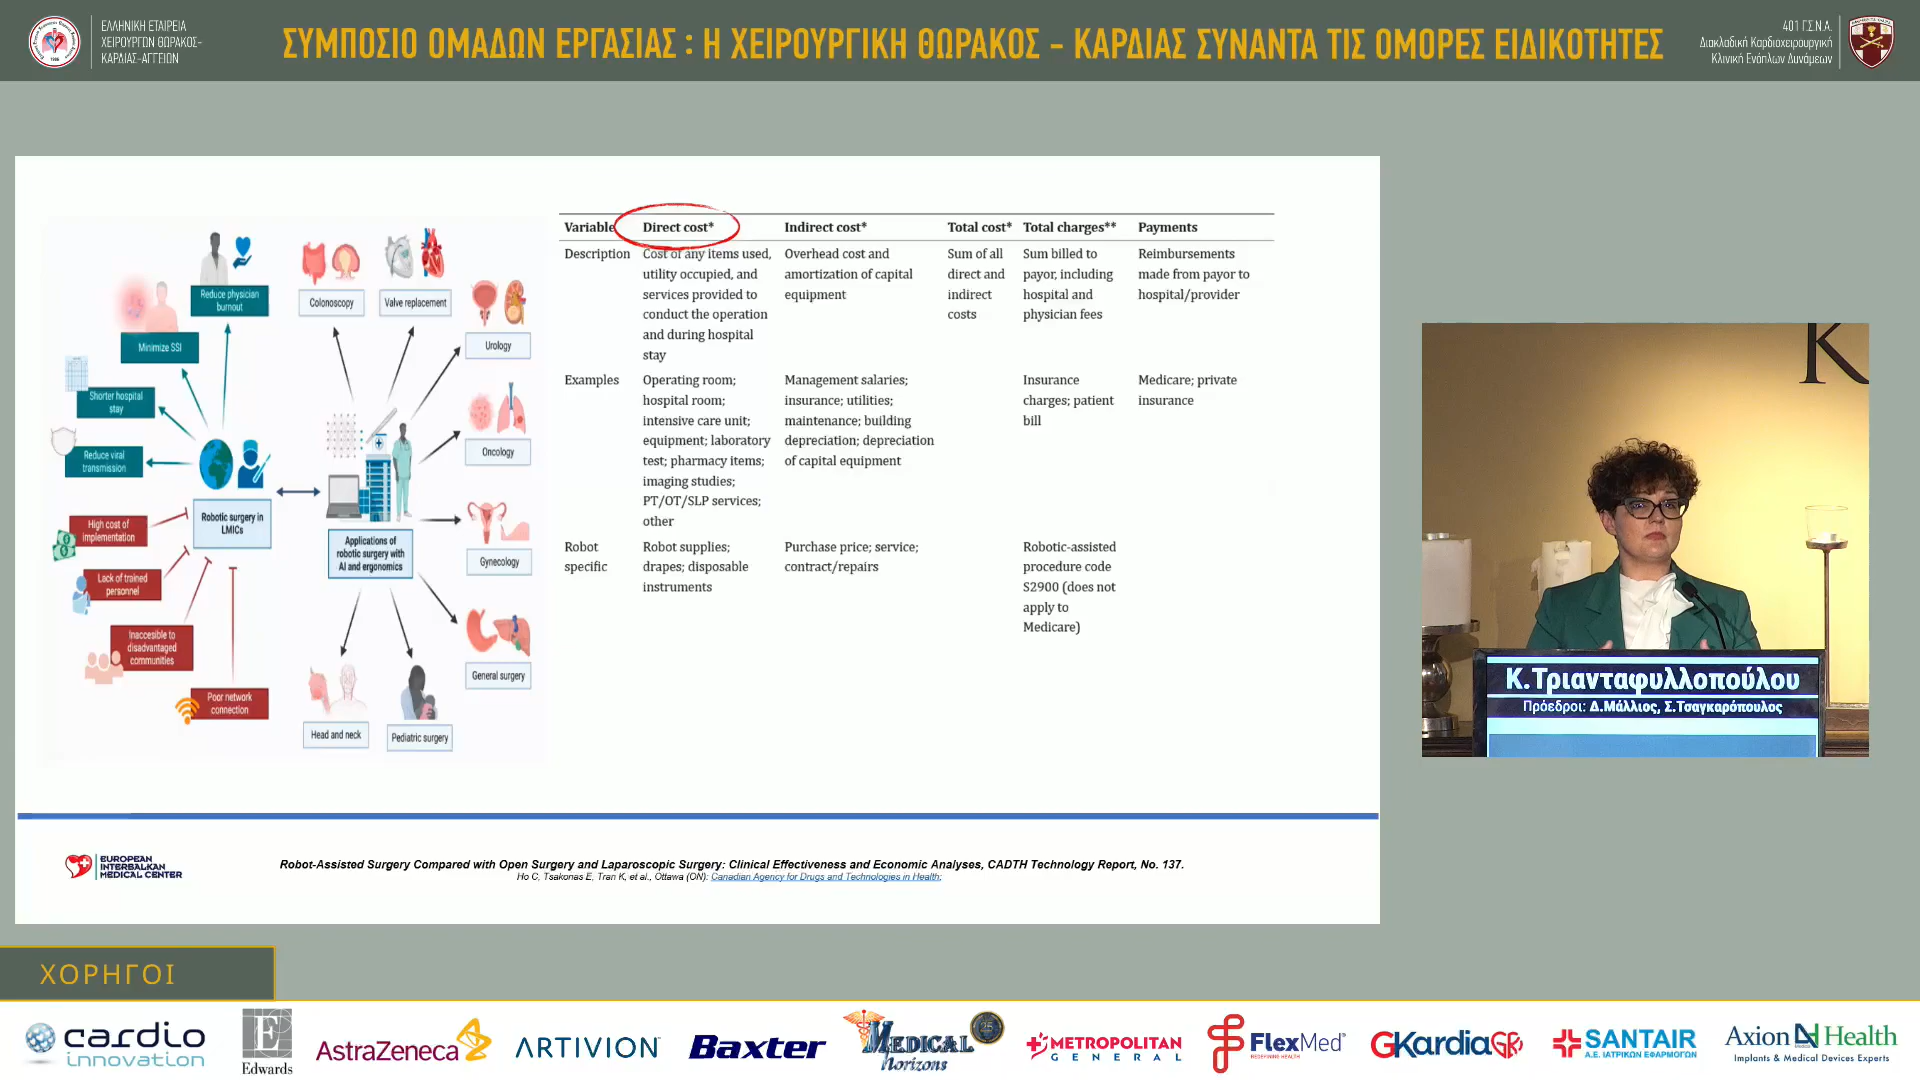 ΕΛΛΗΝΙΚΗ ΕΤΑΙΡΕΙΑ
ΧΕΙΡΟΥΡΓΩΝ ΘΩΡΑΚΟΣ-
ΚΑΡΔΙΑΣ-ΑΓΓΕΙΩΝ
ΣΥΜΠΟΣΙΟ ΟΜΑΔΩΝ ΕΡΓΑΣΙΑΣ : Η ΧΕΙΡΟΥΡΓΙΚΗ ΘΩΡΑΚΟΣ - ΚΑΡΔΙΑΣ ΣΥΝΑΝΤΑ ΤΙΣ ΟΜΟΡΕΣ ΕΙΔΙΚΟΤΗΤΕΣ
401 Γ.Σ.Ν.Α.
Διακλαδική Καρδιοχειρουργική
Κλινική Ενόπλων Δυνάμεων
Reduce physician
burnout
Minimize SSI
Shorter hospital
stay
Reduce viral
transmission
High cost of
implementation
Lack of trained
personnel
Inaccesible to
disadvantaged
communities
Poor network
connection
Robotic surgery in
LMICs
Colonoscopy
Valve replacement
Urology
Oncology
Gynecology
General surgery
Pediatric surgery
Head and neck
Applications of
robotic surgery with
AI and ergonomics
Variable Direct cost* Indirect cost* Total cost* Total charges** Payments
Description
Cost of any items used,
utility occupied, and
services provided to
conduct the operation
and during hospital
stay
Overhead cost and
amortization of capital
equipment
Sum of all
direct and
indirect
costs
Sum billed to
payor, including
hospital and
physician fees
Reimbursements
made from payor to
hospital/provider
Examples
Operating room;
hospital room;
intensive care unit;
equipment; laboratory
test; pharmacy items;
imaging studies;
PT/OT/SLP services;
other
Management salaries;
insurance; utilities;
maintenance; building
depreciation; depreciation
of capital equipment
Insurance
charges; patient
bill
Medicare; private
insurance
Robot
specific
Robot supplies;
drapes; disposable
instruments
Purchase price; service;
contract/repairs
Robotic-assisted
procedure code
S2900 (does not
apply to
Medicare)
EUROPEAN
INTERBALKAN
MEDICAL CENTER
Robot-Assisted Surgery Compared with Open Surgery and Laparoscopic Surgery: Clinical Effectiveness and Economic Analyses, CADTH Technology Report, No. 137.
Ho C, Tsakonas E, Tran K, et al., Ottawa (ON): Canadian Agency for Drugs and Technologies in Health;
K
Κ.Τριανταφυλλοπούλου
Πρόεδροι: Δ.Μάλλιος, Σ.Τσαγκαρόπουλος
ΧΟΡΗΓΟΙ
cardio
innovation
E
Edwards
AstraZeneca
ARTIVION
Baxter
MEDICAL
Horizons
25
METROPOLITAN
GENERAL
FlexMed
REDEFINING HEALTH
GKardiaGR
SANTAIR
Α.Ε. ΙΑΤΡΙΚΩΝ ΕΦΑΡΜΟΓΩΝ
Axion Health
Implants & Medical Devices Experts